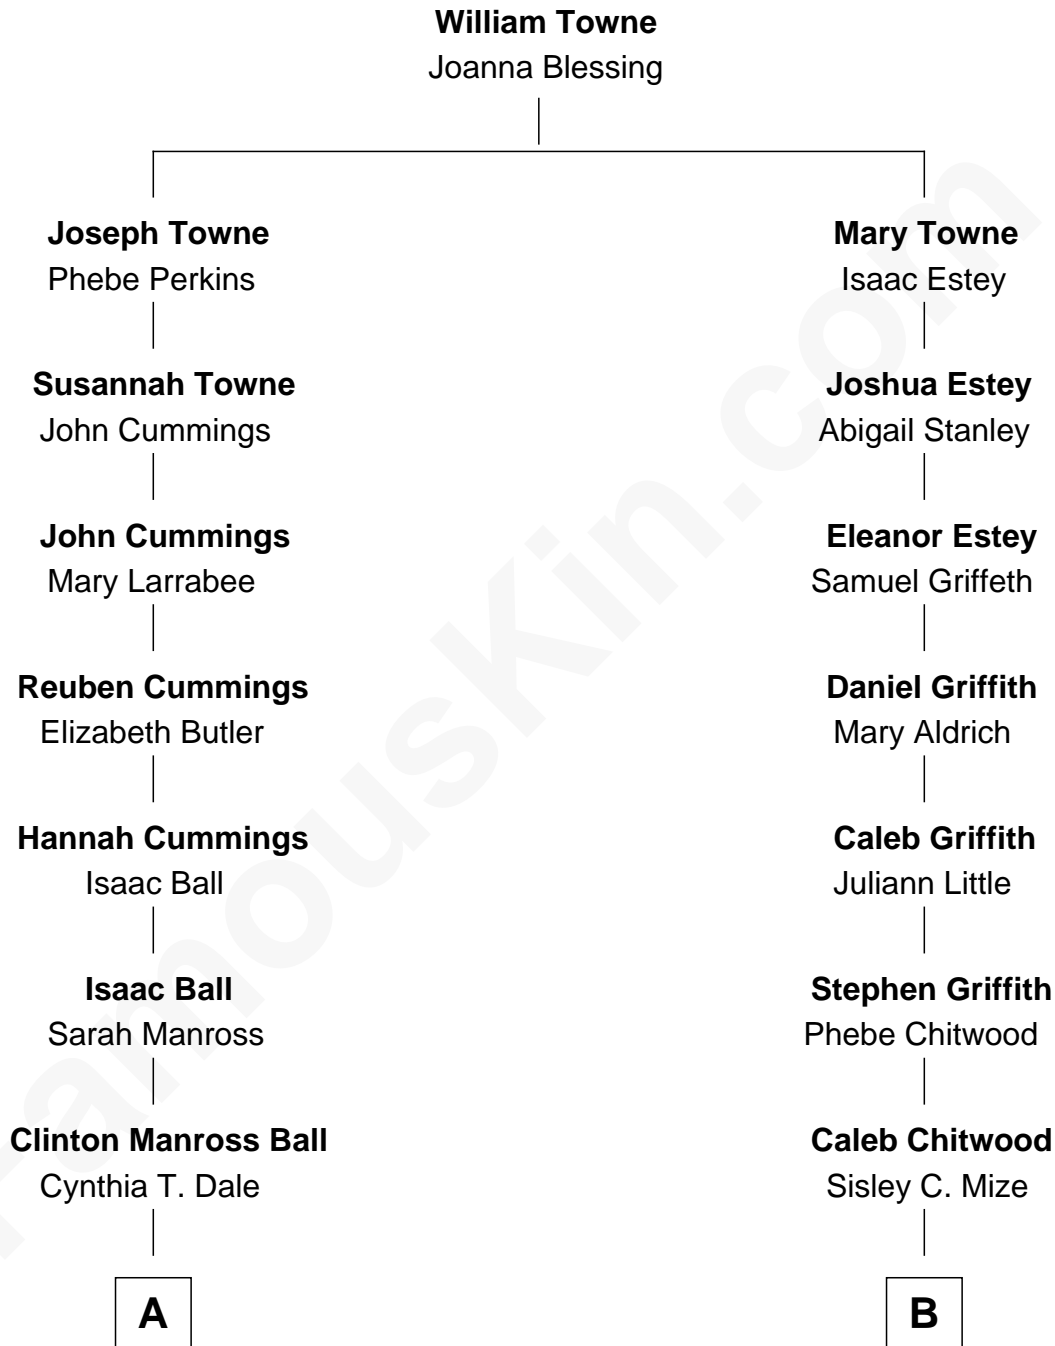 William Towne
Joanna Blessing
Joseph Towne
Phebe Perkins
Mary Towne
Isaac Estey
Susannah Towne
John Cummings
Joshua Estey
Abigail Stanley
John Cummings
Mary Larrabee
Eleanor Estey
Samuel Griffeth
Reuben Cummings
Elizabeth Butler
Daniel Griffith
Mary Aldrich
Hannah Cummings
Isaac Ball
Caleb Griffith
Juliann Little
Isaac Ball
Sarah Manross
Stephen Griffith
Phebe Chitwood
Clinton Manross Ball
Cynthia T. Dale
Caleb Chitwood
Sisley C. Mize
A
B
FamousKin.com